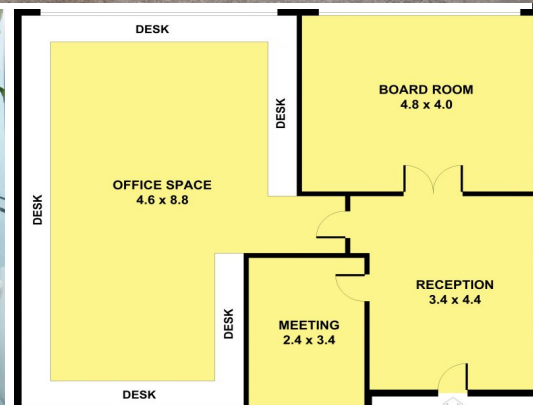 DESK
BOARD ROOM
4.8 x 4.0
DESK
OFFICE SPACE
4.6 x 8.8
DESK
RECEPTION
3.4 x 4.4
MEETING
2.4 x 3.4
DESK
DESK